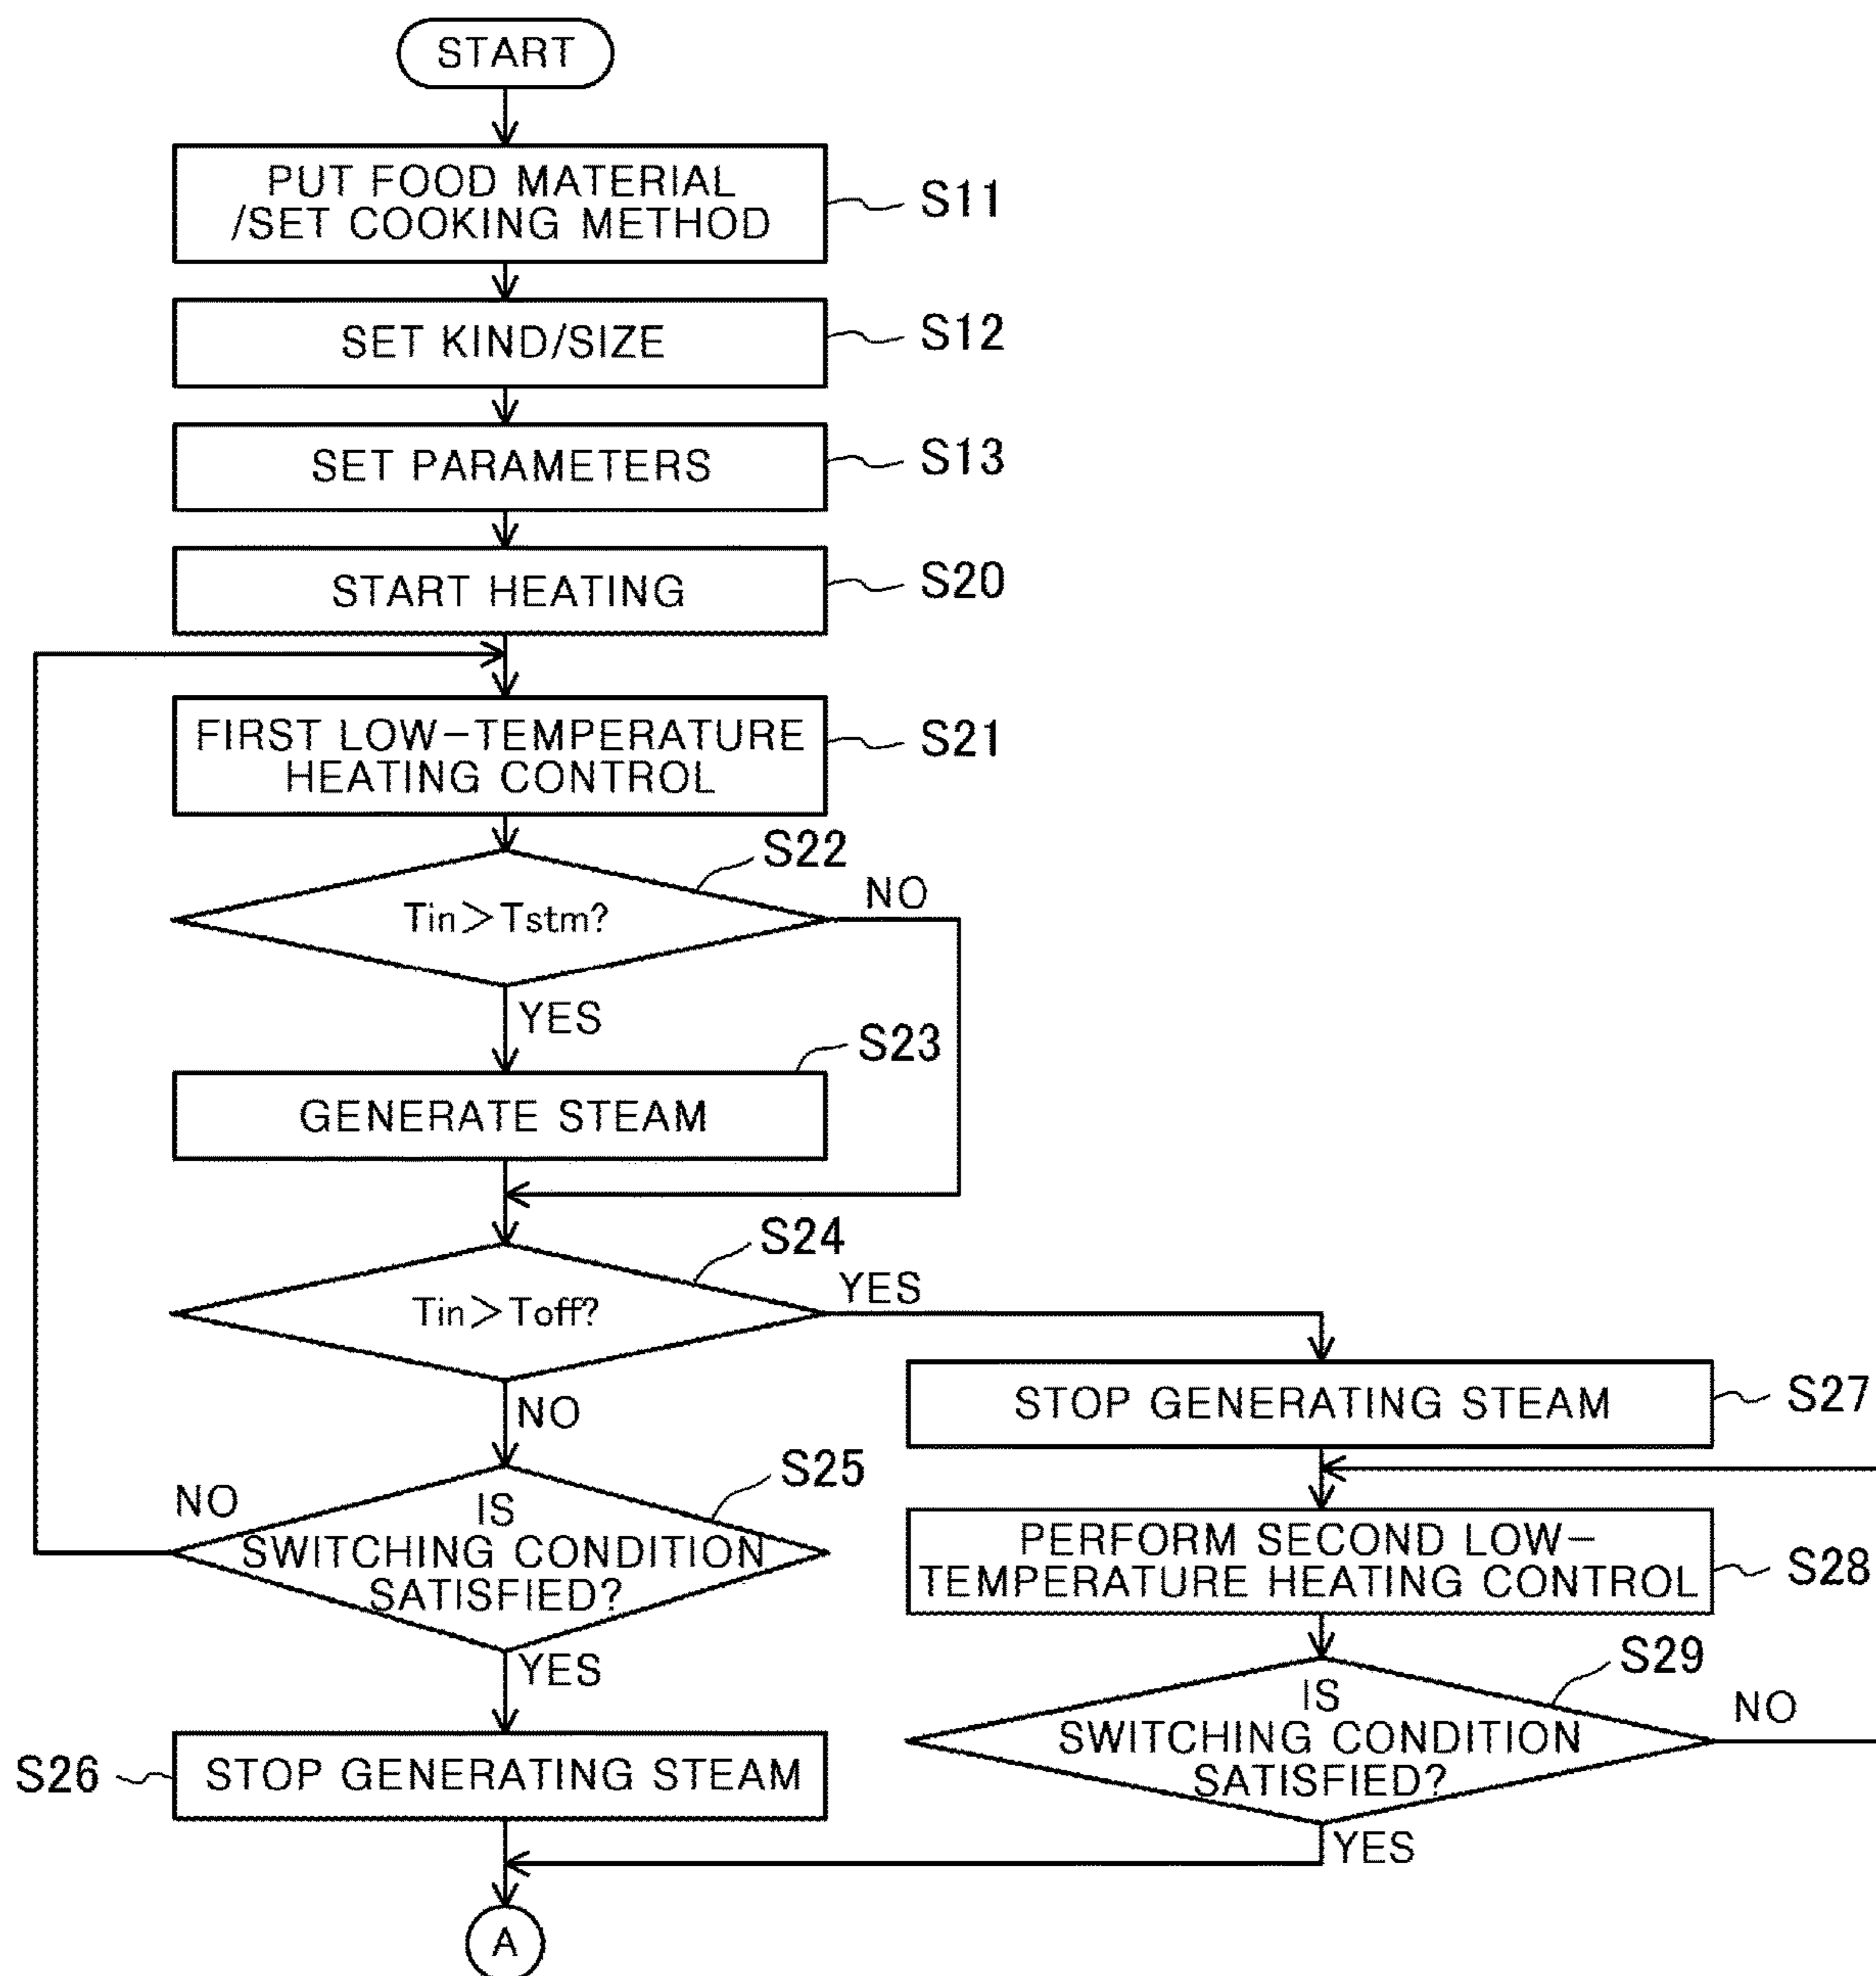 START
PUT FOOD MATERIAL
/SET COOKING METHOD
S11
SET KIND/SIZE
S12
SET PARAMETERS
S13
START HEATING
S20
FIRST LOW-TEMPERATURE
HEATING CONTROL
S21
S22
Tin>Tstm?
NO
YES
S23
GENERATE STEAM
S24
Tin>Toff?
YES
NO
STOP GENERATING STEAM
S27
S25
NO
IS
SWITCHING CONDITION
SATISFIED?
YES
PERFORM SECOND LOW-
TEMPERATURE HEATING CONTROL
S28
S29
IS
SWITCHING CONDITION
SATISFIED?
NO
YES
S26
STOP GENERATING STEAM
A